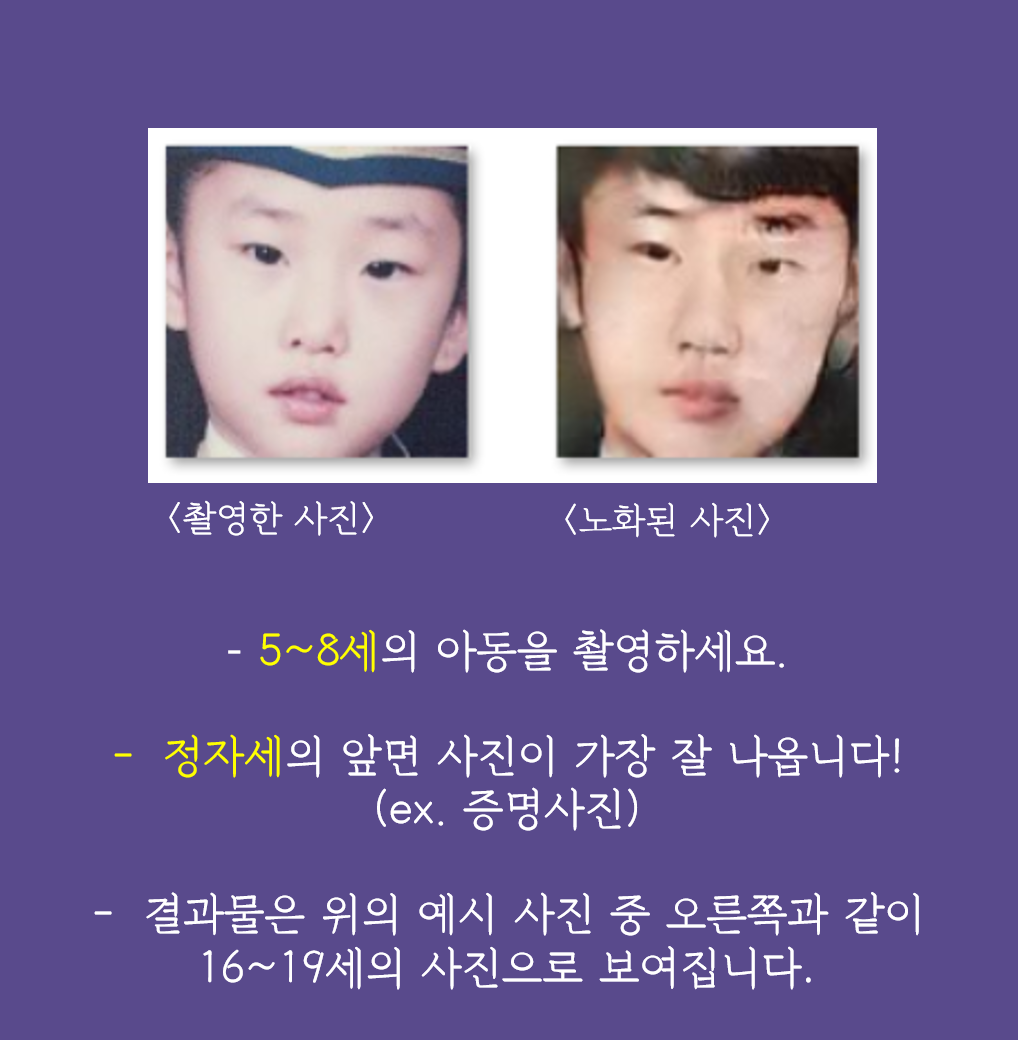 <촬영한 사진>
<노화된 사진>
- 5~8세의 아동을 촬영하세요.
- 정자세의 앞면 사진이 가장 잘 나옵니다!
(ex. 증명사진)
- 결과물은 위의 예시 사진 중 오른쪽과 같이
16~19세의 사진으로 보여집니다.